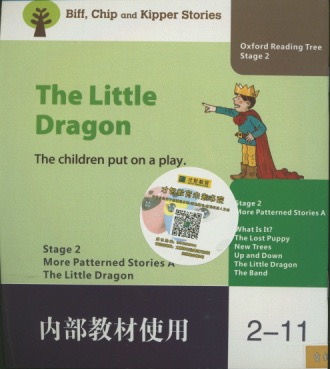 Biff, Chip and Kipper Stories
Oxford Reading Tree
Stage 2
The Little
Dragon
The children put on a play.
Stage 2
More Patterned Stories A
What Is It?
The Lost Puppy
New Trees
Up and Down
The Little Dragon
The Band
Stage 2
More Patterned Stories A
The Little Dragon
内部教材使用
2-11